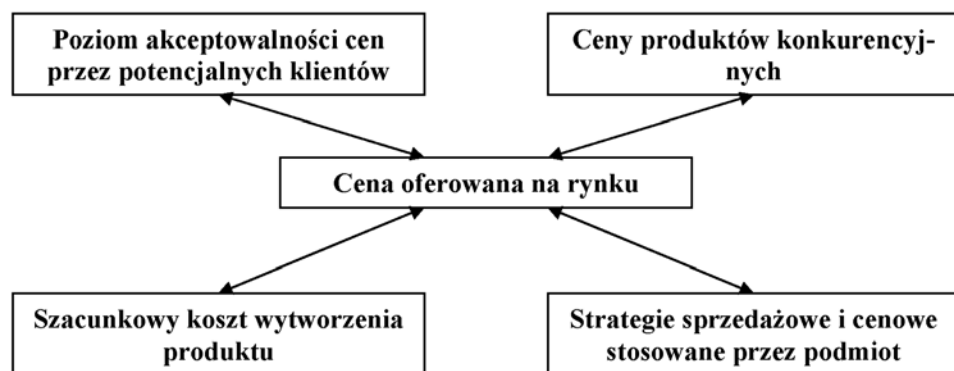 Poziom akceptowalności cen
przez potencjalnych klientów
Ceny produktów konkurencyj-
nych
Cena oferowana na rynku
Szacunkowy koszt wytworzenia
produktu
Strategie sprzedażowe i cenowe
stosowane przez podmiot